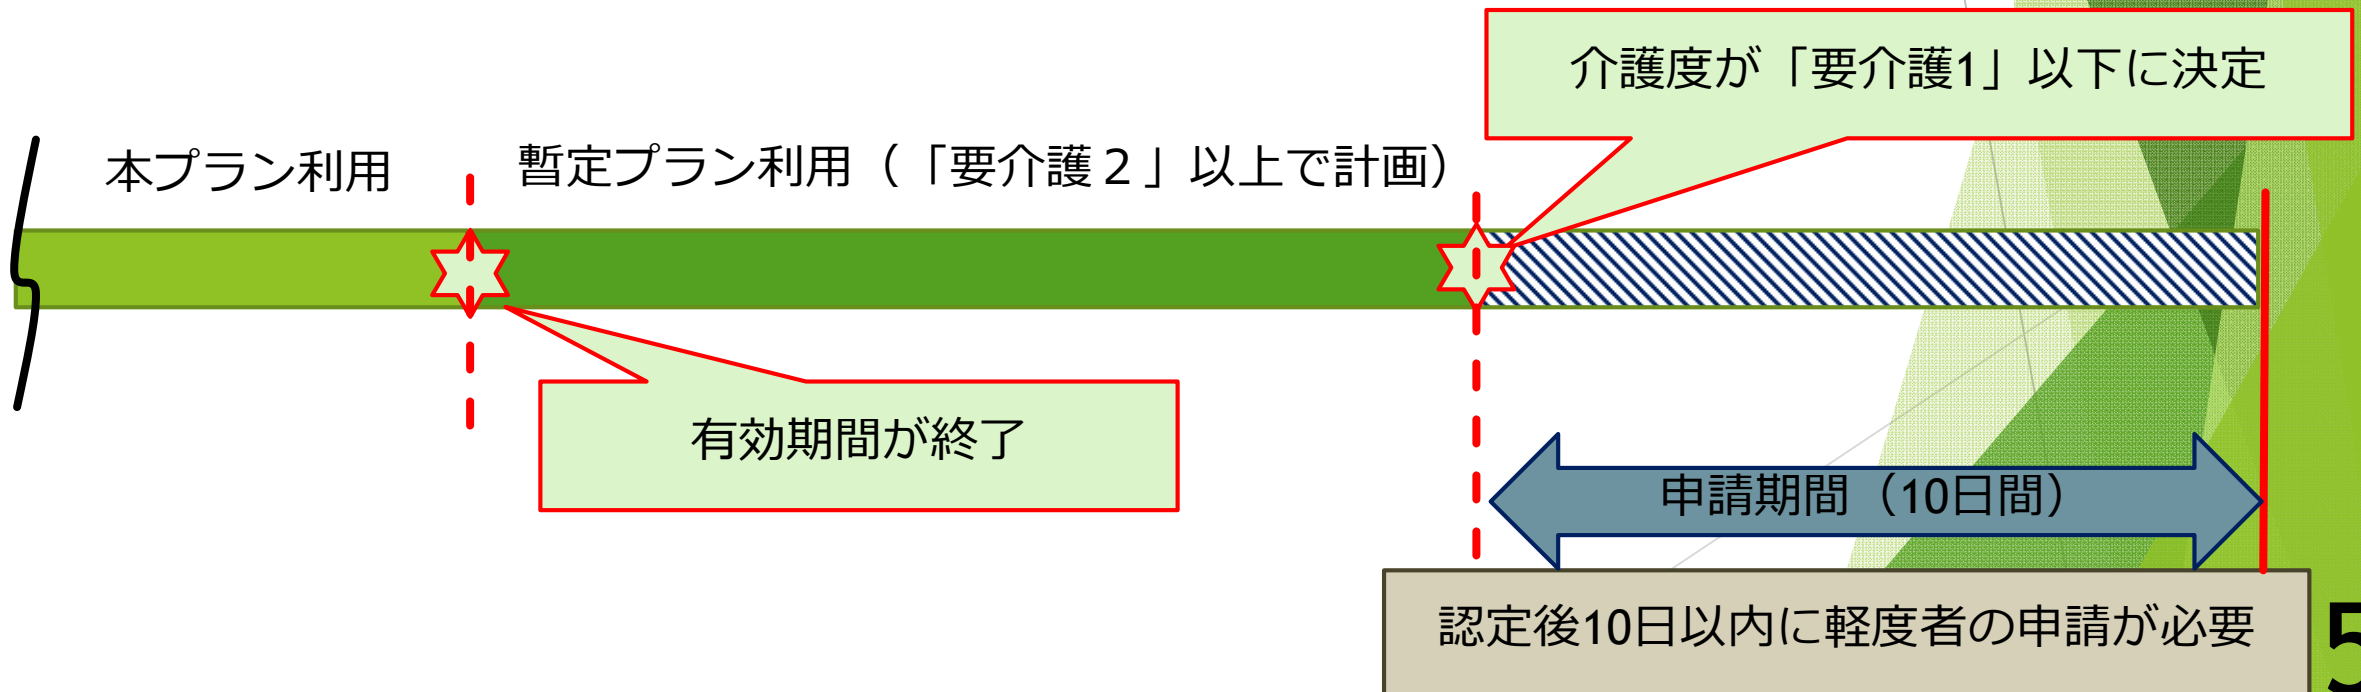 介護度が「要介護1」以下に決定
本プラン利用
暫定プラン利用（「要介護２」以上で計画）
有効期間が終了
申請期間（10日間）
認定後10日以内に軽度者の申請が必要
5